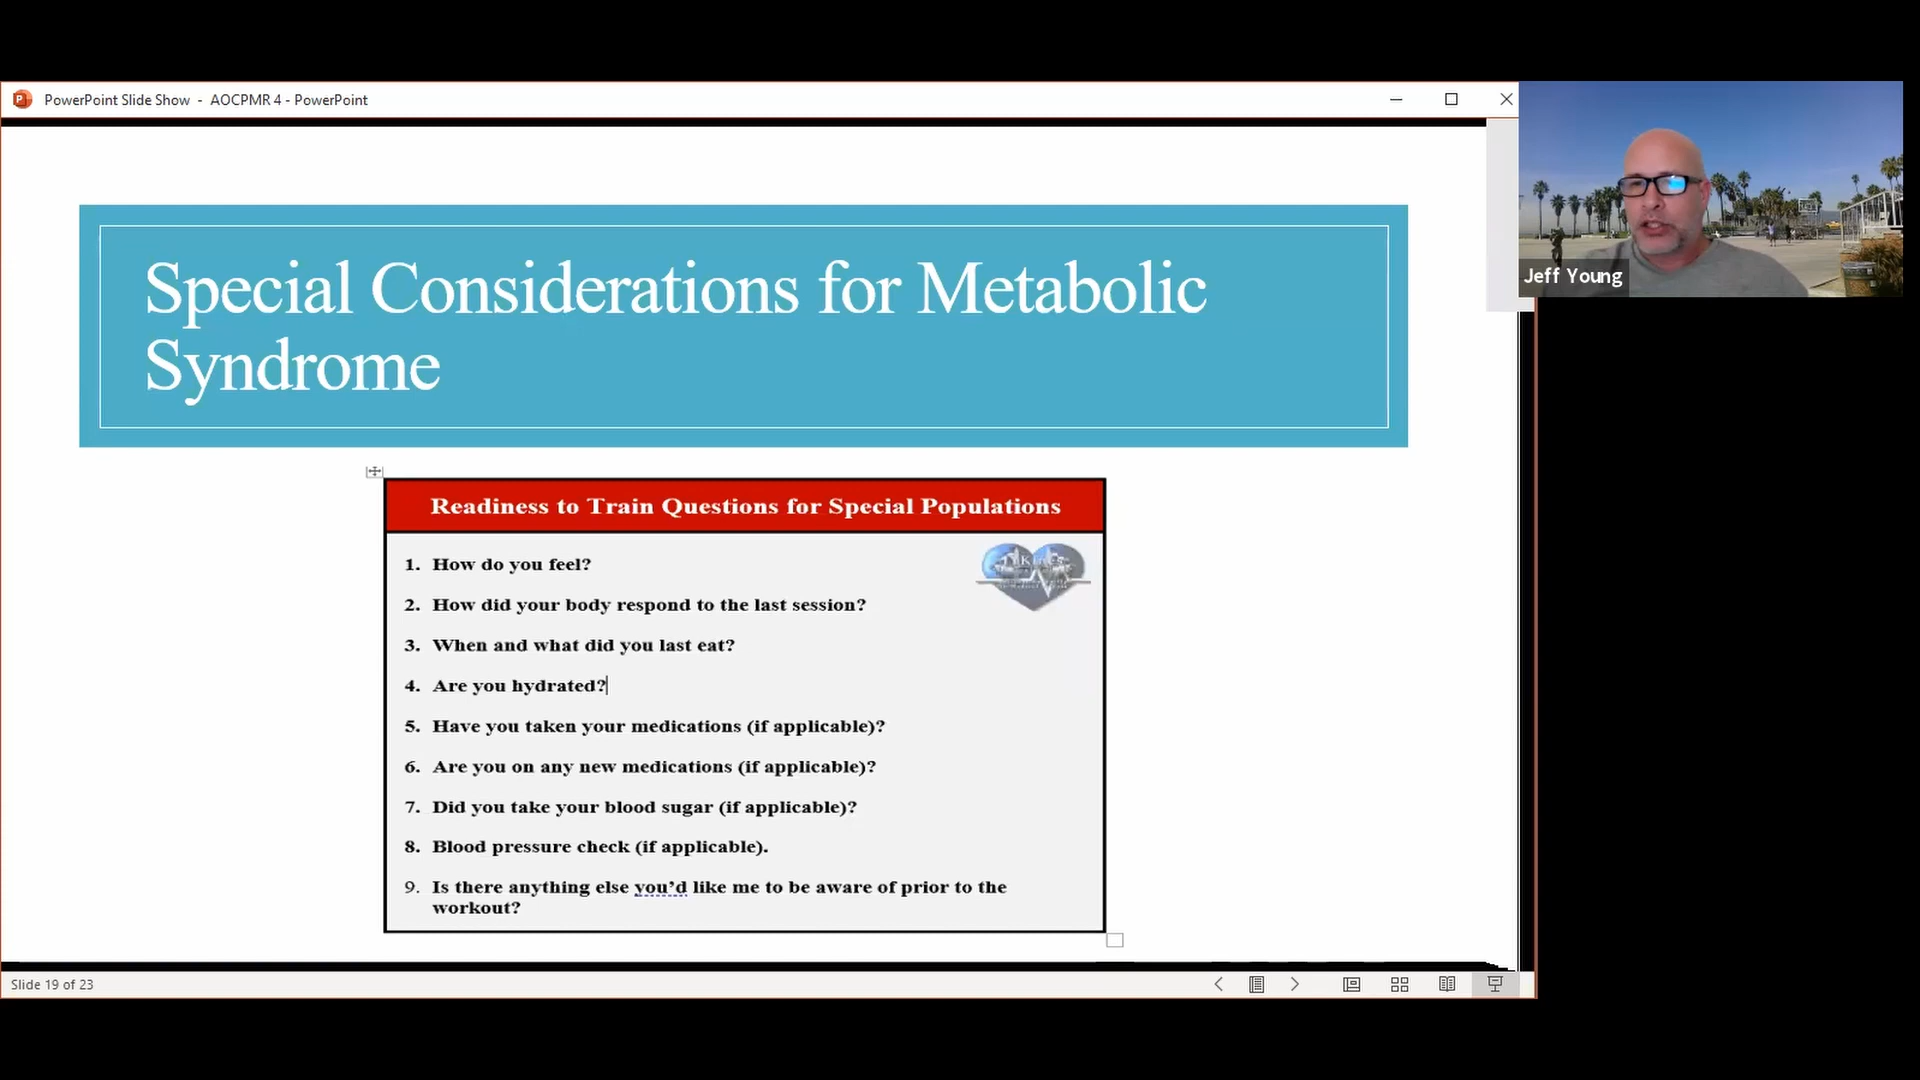 PowerPoint Slide Show - AOCPMR 4 - PowerPoint
Special Considerations for Metabolic
Syndrome
Jeff Young
Readiness to Train Questions for Special Populations
1. How do you feel?
2. How did your body respond to the last session?
3. When and what did you last eat?
4. Are you hydrated?
5. Have you taken your medications (if applicable)?
6. Are you on any new medications (if applicable)?
7. Did you take your blood sugar (if applicable)?
8. Blood pressure check (if applicable).
9. Is there anything else you’d like me to be aware of prior to the
workout?
Slide 19 of 23